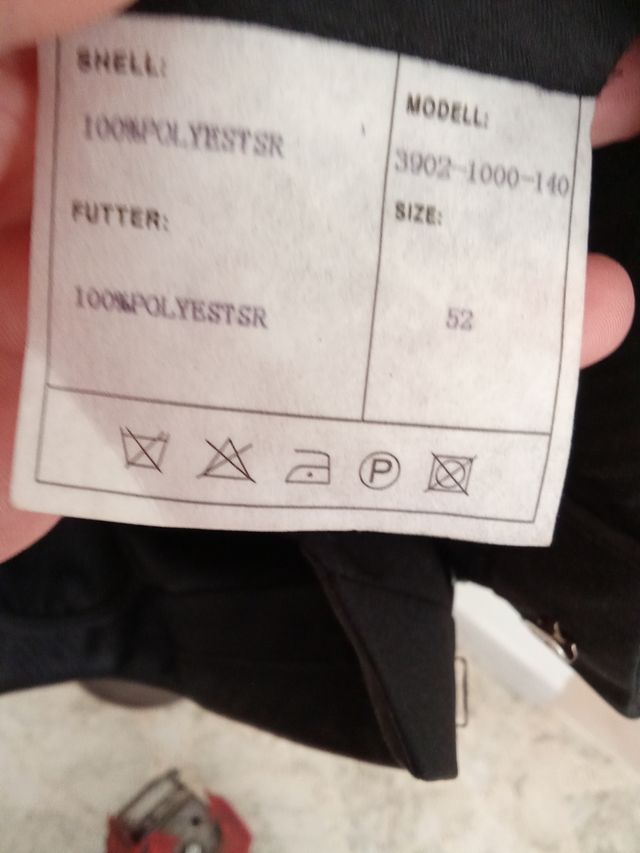 SHELL:
100%POLYESTSR
FUTTER:
100%POLYESTSR
MODELL:
3902-1000-140
SIZE:
52
P